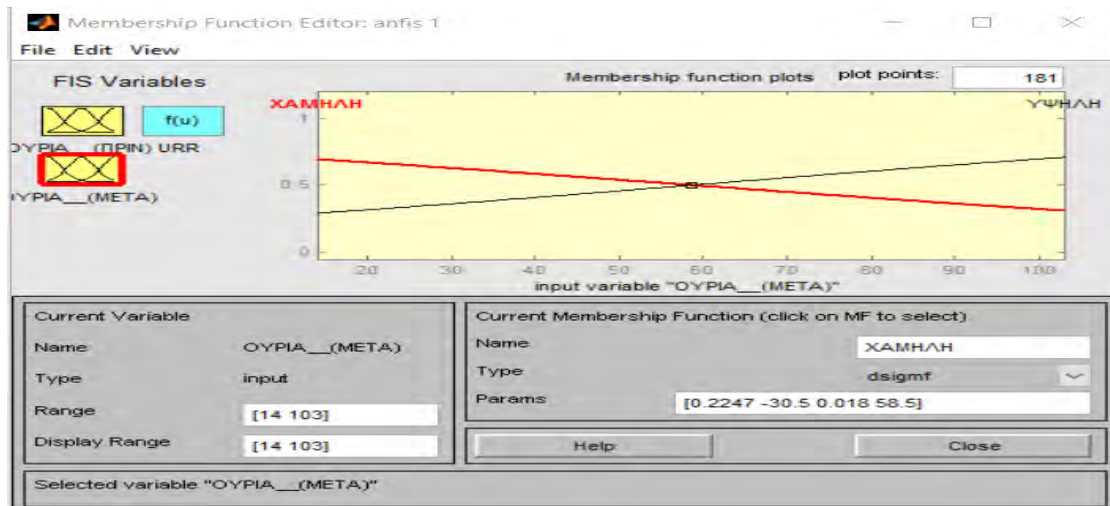 Membership Function Editor: anfis 1
File Edit View
FIS Variables
Membership function plots plot points: 181
f(u)
ΟΥΡΙΑ__(ΠΡΙΝ) URR
ΟΥΡΙΑ__(ΜΕΤΑ)
ΧΑΜΗΛΗ
ΥΨΗΛΗ
1
0.5
0
20 30 40 50 60 70 80 90 100
input variable "ΟΥΡΙΑ__(ΜΕΤΑ)"
Current Variable
Name ΟΥΡΙΑ__(ΜΕΤΑ)
Type input
Range [14 103]
Display Range [14 103]
Current Membership Function (click on MF to select)
Name ΧΑΜΗΛΗ
Type dsigmf
Params [0.2247 -30.5 0.018 58.5]
Help Close
Selected variable "ΟΥΡΙΑ__(ΜΕΤΑ)"